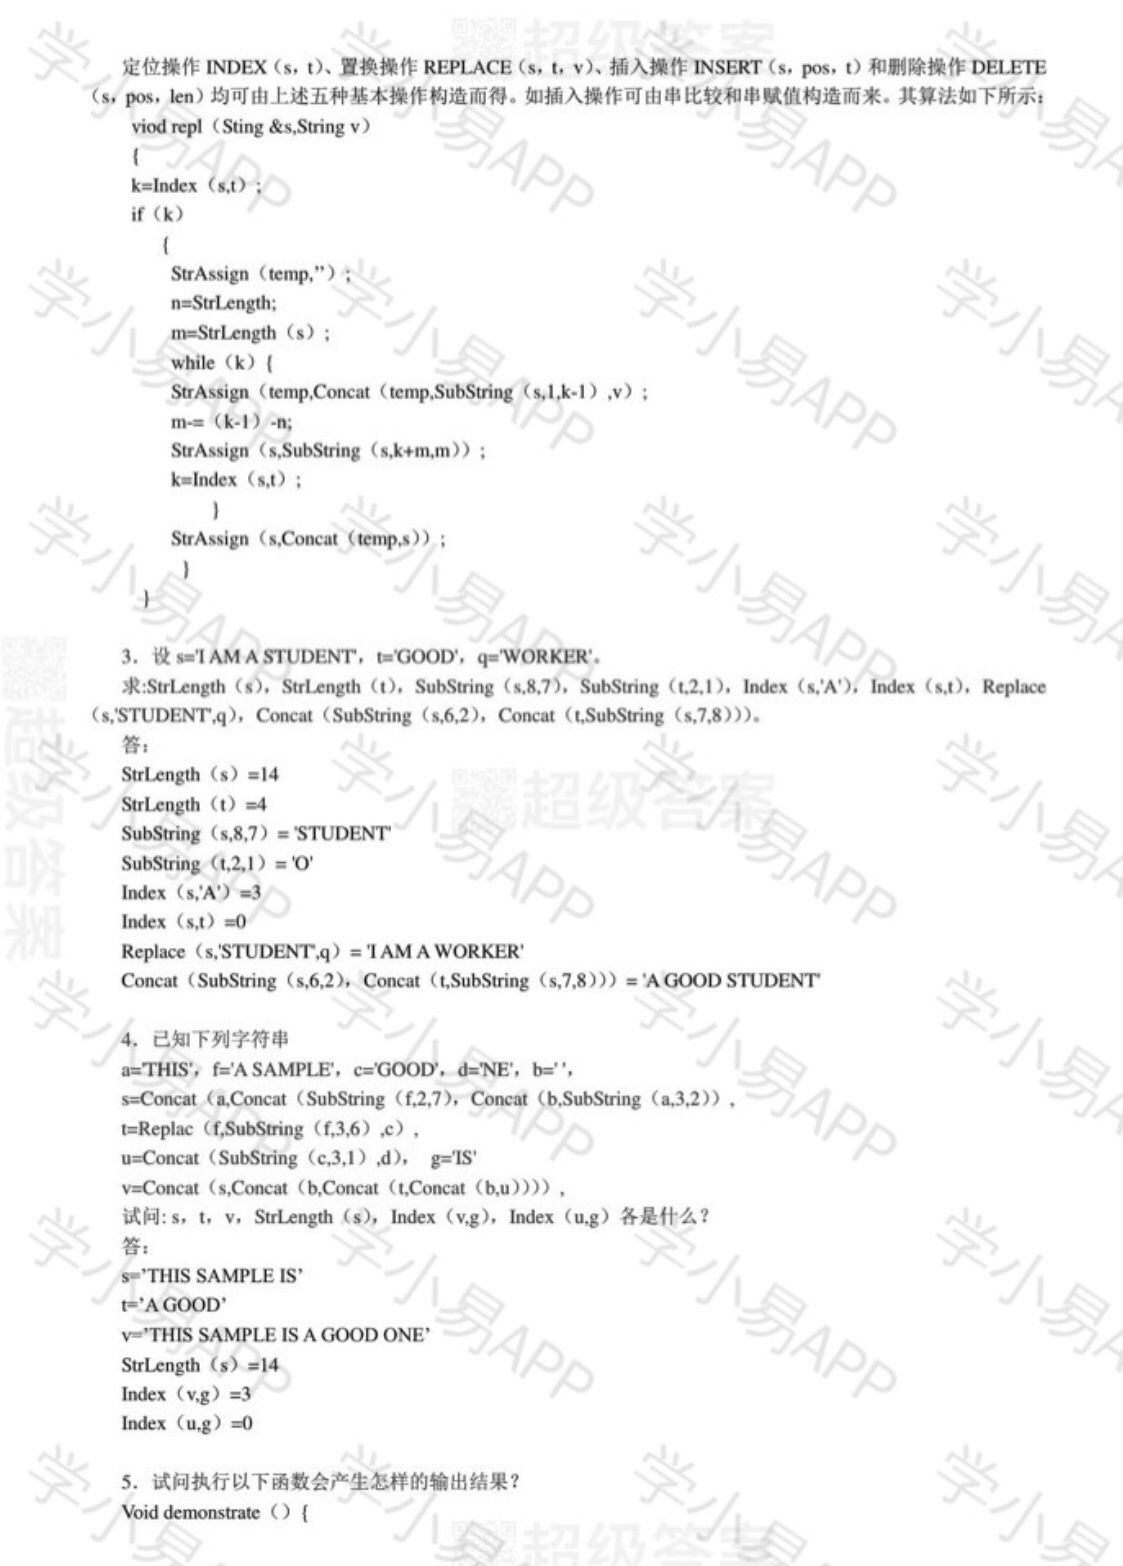 定位操作 INDEX（s，t）、置换操作 REPLACE（s，t，v）、插入操作 INSERT（s，pos，t）和删除操作 DELETE
（s，pos，len）均可由上述五种基本操作构造而得。如插入操作可由串比较和串赋值构造而来。其算法如下所示：
viod repl（Sting &s,String v）
{
k=Index（s,t）;
if（k）
{
StrAssign（temp,’’）;
n=StrLength;
m=StrLength（s）;
while（k）{
StrAssign（temp,Concat（temp,SubString（s,1,k-1）,v）;
m-=（k-1）-n;
StrAssign（s,SubString（s,k+m,m））;
k=Index（s,t）;
}
StrAssign（s,Concat（temp,s））;
}
}
3．设 s='I AM A STUDENT'，t='GOOD'，q='WORKER'。
求:StrLength（s），StrLength（t），SubString（s,8,7），SubString（t,2,1），Index（s,'A'），Index（s,t），Replace
（s,'STUDENT',q），Concat（SubString（s,6,2），Concat（t,SubString（s,7,8）））。
答：
StrLength（s）=14
StrLength（t）=4
SubString（s,8,7）= 'STUDENT'
SubString（t,2,1）= 'O'
Index（s,'A'）=3
Index（s,t）=0
Replace（s,'STUDENT',q）= 'I AM A WORKER'
Concat（SubString（s,6,2），Concat（t,SubString（s,7,8）））= 'A GOOD STUDENT'
4．已知下列字符串
a='THIS'，f='A SAMPLE'，c='GOOD'，d='NE'，b=' '，
s=Concat（a,Concat（SubString（f,2,7），Concat（b,SubString（a,3,2））,
t=Replac（f,SubString（f,3,6）,c）,
u=Concat（SubString（c,3,1）,d）， g='IS'
v=Concat（s,Concat（b,Concat（t,Concat（b,u））））,
试问: s，t，v，StrLength（s），Index（v,g），Index（u,g）各是什么？
答：
s=’THIS SAMPLE IS’
t=’A GOOD’
v=’THIS SAMPLE IS A GOOD ONE’
StrLength（s）=14
Index（v,g）=3
Index（u,g）=0
5．试问执行以下函数会产生怎样的输出结果？
Void demonstrate（）{
学小易APP
超级答案